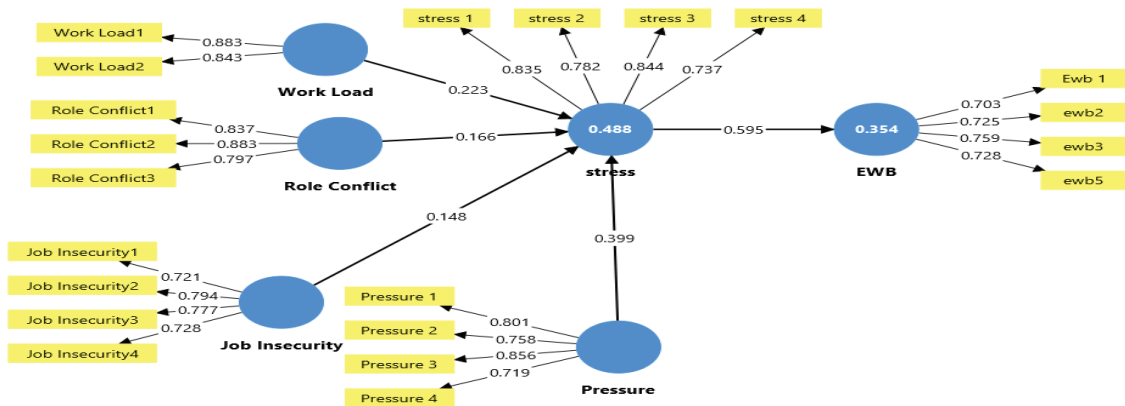 stress 1
stress 2
stress 3
stress 4
0.835
0.782
0.844
0.737
Work Load1
Work Load2
0.883
0.843
Work Load
0.223
Role Conflict1
Role Conflict2
Role Conflict3
0.837
0.883
0.797
Role Conflict
0.166
0.488
stress
0.595
0.354
EWB
Ewb 1
ewb2
ewb3
ewb5
0.703
0.725
0.759
0.728
0.148
0.399
Job Insecurity1
Job Insecurity2
Job Insecurity3
Job Insecurity4
0.721
0.794
0.777
0.728
Job Insecurity
Pressure 1
Pressure 2
Pressure 3
Pressure 4
0.801
0.758
0.856
0.719
Pressure